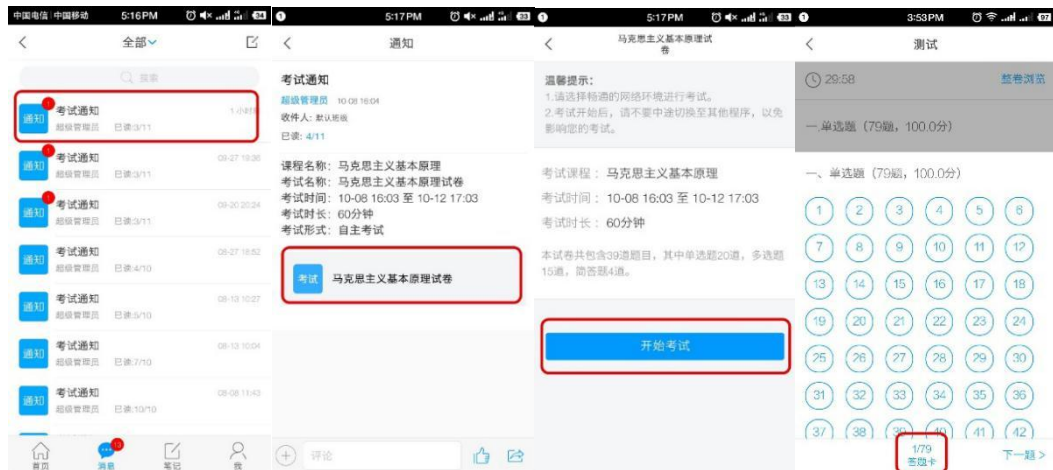 中国电信 中国移动 5:16PM
全部
搜索
考试通知 1小时前
通知 超级管理员 已读:3/11
考试通知 09-27 19:36
通知 超级管理员 已读:3/11
考试通知 09-20 20:24
通知 超级管理员 已读:3/11
考试通知 08-27 16:52
通知 超级管理员 已读:4/10
考试通知 08-13 10:27
通知 超级管理员 已读:5/10
考试通知 08-13 10:04
通知 超级管理员 已读:7/10
考试通知 08-08 11:43
通知 超级管理员 已读:10/10
13
首页 消息 笔记 我
5:17PM
通知
考试通知
超级管理员 10-08 16:04
收件人: 默认班级
已读: 4/11
课程名称: 马克思主义基本原理
考试名称: 马克思主义基本原理试卷
考试时间: 10-08 16:03 至 10-12 17:03
考试时长: 60分钟
考试形式: 自主考试
考试 马克思主义基本原理试卷
评论
5:17PM
马克思主义基本原理试
卷
温馨提示:
1.请选择畅通的网络环境进行考试。
2.考试开始后，请不要中途切换至其他程序，以免
影响您的考试。
考试课程： 马克思主义基本原理
考试时间： 10-08 16:03 至 10-12 17:03
考试时长： 60分钟
本试卷共包含39道题目，其中单选题20道，多选题
15道，简答题4道。
开始考试
3:53PM
测试
29:58 整卷浏览
一.单选题（79题，100.0分）
一、单选题（79题，100.0分）
1 2 3 4 5 6
7 8 9 10 11 12
13 14 15 16 17 18
19 20 21 22 23 24
25 26 27 28 29 30
31 32 33 34 35 36
37 38 39 40 41 42
1/79
答题卡
下一题 >